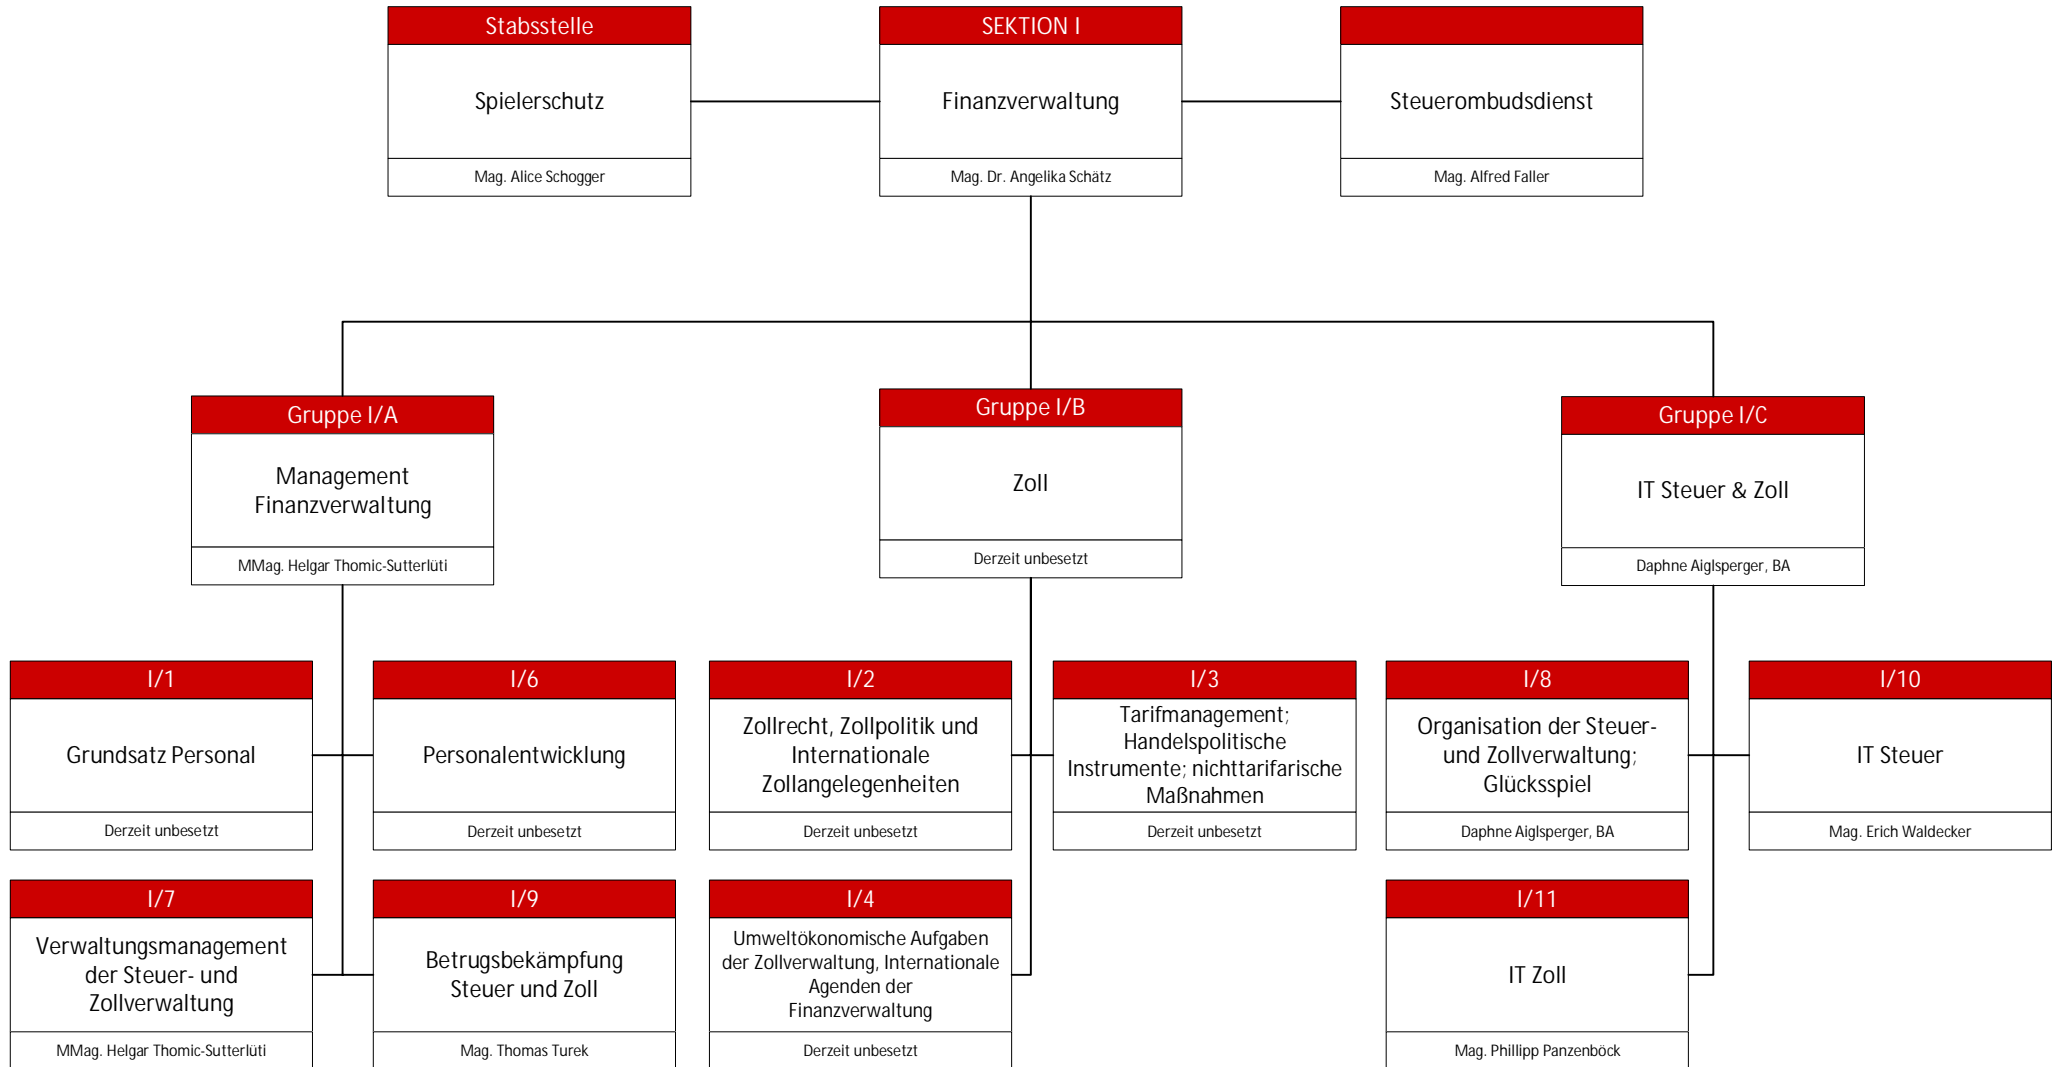 Stabsstelle
Spielerschutz
Mag. Alice Schogger
SEKTION I
Finanzverwaltung
Mag. Dr. Angelika Schätz
Steuerombudsdienst
Mag. Alfred Faller
Gruppe I/A
Management
Finanzverwaltung
MMag. Helgar Thomic-Sutterlüti
Gruppe I/B
Zoll
Derzeit unbesetzt
Gruppe I/C
IT Steuer & Zoll
Daphne Aiglsperger, BA
I/1
Grundsatz Personal
Derzeit unbesetzt
I/6
Personalentwicklung
Derzeit unbesetzt
I/2
Zollrecht, Zollpolitik und
Internationale
Zollangelegenheiten
Derzeit unbesetzt
I/3
Tarifmanagement;
Handelspolitische
Instrumente; nichttarifarische
Maßnahmen
Derzeit unbesetzt
I/8
Organisation der Steuer-
und Zollverwaltung;
Glücksspiel
Daphne Aiglsperger, BA
I/10
IT Steuer
Mag. Erich Waldecker
I/7
Verwaltungsmanagement
der Steuer- und
Zollverwaltung
MMag. Helgar Thomic-Sutterlüti
I/9
Betrugsbekämpfung
Steuer und Zoll
Mag. Thomas Turek
I/4
Umweltökonomische Aufgaben
der Zollverwaltung, Internationale
Agenden der
Finanzverwaltung
Derzeit unbesetzt
I/11
IT Zoll
Mag. Phillipp Panzenböck